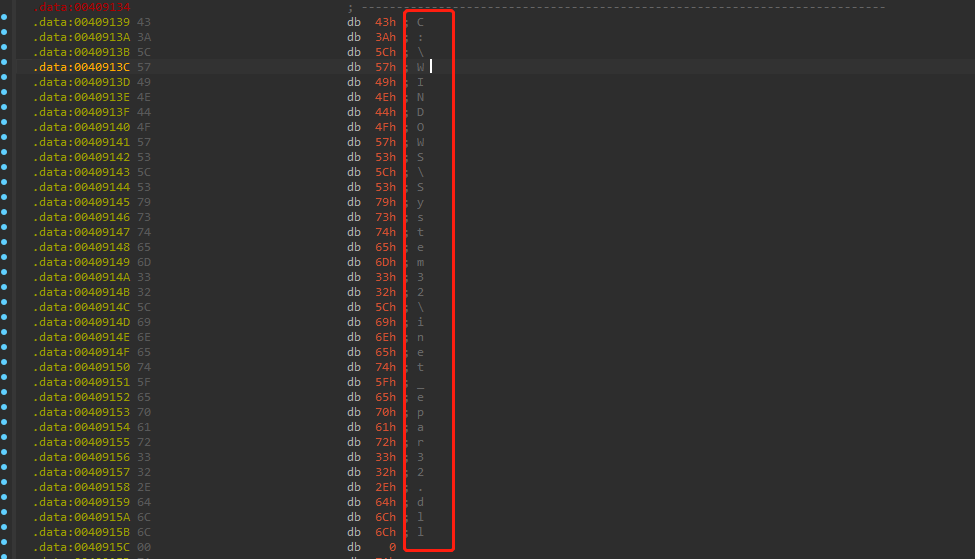 .data:00409134 ; ---------------------------------------------------------------------------
.data:00409139 43 db 43h ; C
.data:0040913A 3A db 3Ah ; :
.data:0040913B 5C db 5Ch ; \
.data:0040913C 57 db 57h ; W
.data:0040913D 49 db 49h ; I
.data:0040913E 4E db 4Eh ; N
.data:0040913F 44 db 44h ; D
.data:00409140 4F db 4Fh ; O
.data:00409141 57 db 57h ; W
.data:00409142 53 db 53h ; S
.data:00409143 5C db 5Ch ; \
.data:00409144 53 db 53h ; S
.data:00409145 79 db 79h ; y
.data:00409146 73 db 73h ; s
.data:00409147 74 db 74h ; t
.data:00409148 65 db 65h ; e
.data:00409149 6D db 6Dh ; m
.data:0040914A 33 db 33h ; 3
.data:0040914B 32 db 32h ; 2
.data:0040914C 5C db 5Ch ; \
.data:0040914D 69 db 69h ; i
.data:0040914E 6E db 6Eh ; n
.data:0040914F 65 db 65h ; e
.data:00409150 74 db 74h ; t
.data:00409151 5F db 5Fh ; _
.data:00409152 65 db 65h ; e
.data:00409153 70 db 70h ; p
.data:00409154 61 db 61h ; a
.data:00409155 72 db 72h ; r
.data:00409156 33 db 33h ; 3
.data:00409157 32 db 32h ; 2
.data:00409158 2E db 2Eh ; .
.data:00409159 64 db 64h ; d
.data:0040915A 6C db 6Ch ; l
.data:0040915B 6C db 6Ch ; l
.data:0040915C 00 db 0